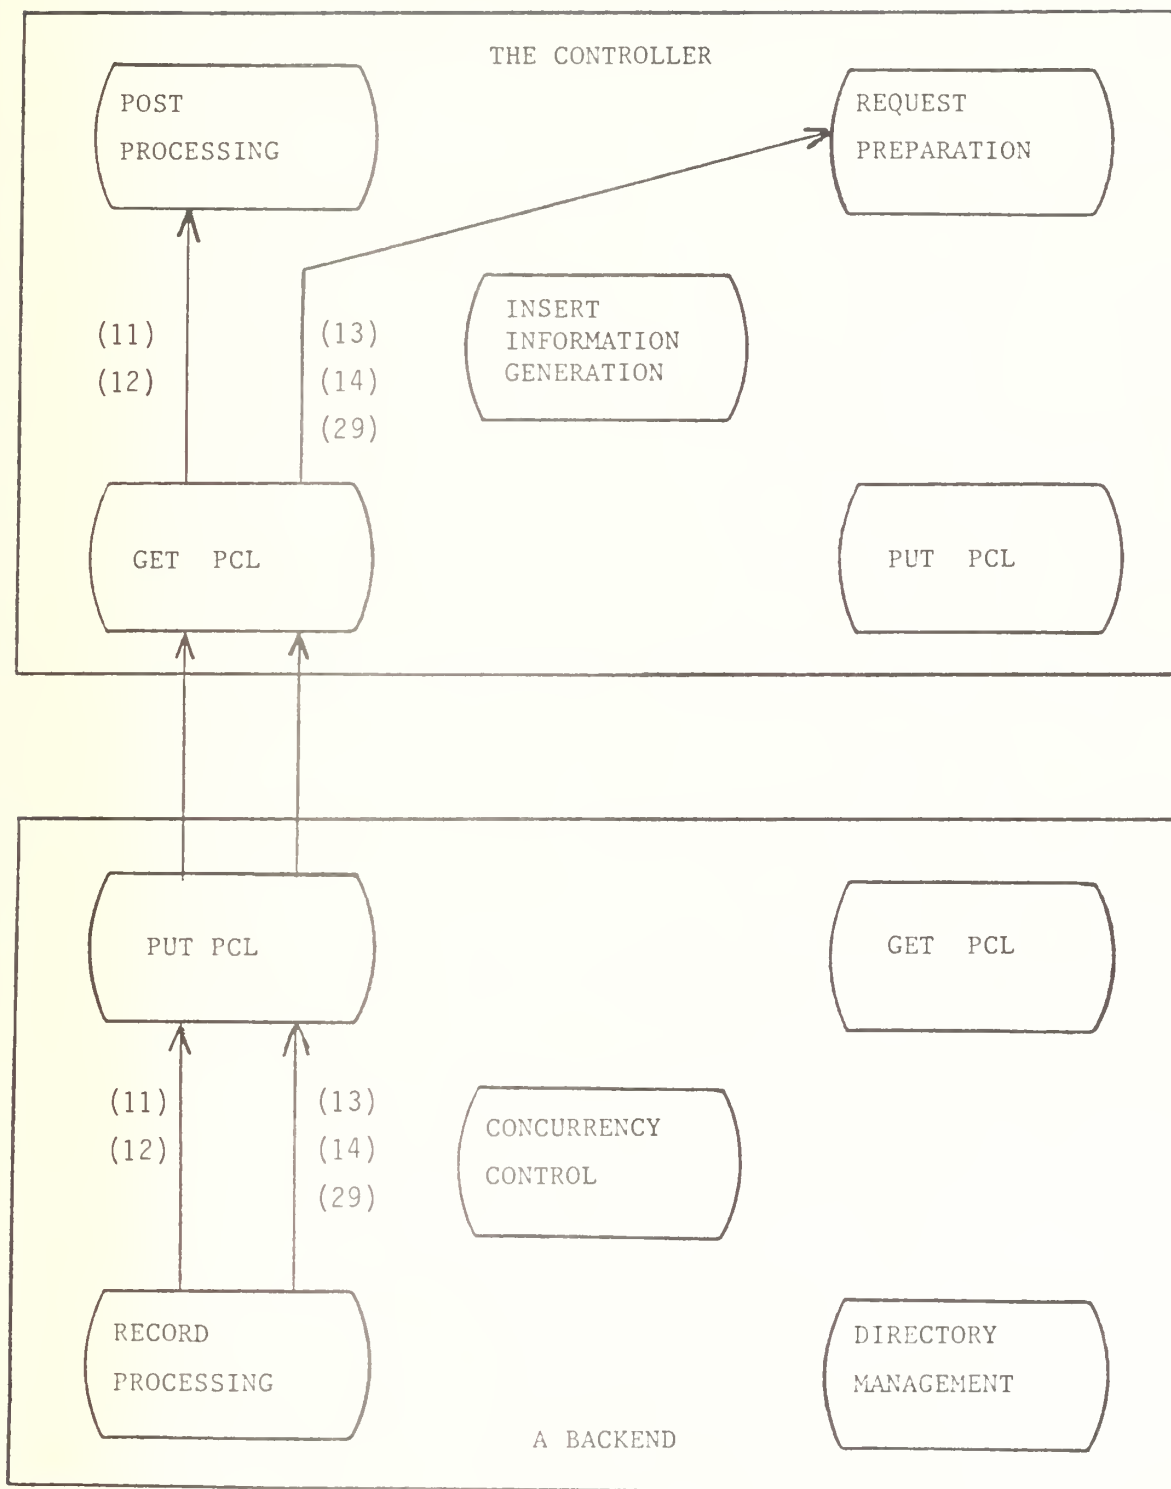 THE CONTROLLER
POST
PROCESSING
REQUEST
PREPARATION
INSERT
INFORMATION
GENERATION
(11)
(12)
(13)
(14)
(29)
GET PCL
PUT PCL
PUT PCL
GET PCL
(11)
(12)
(13)
(14)
(29)
CONCURRENCY
CONTROL
RECORD
PROCESSING
DIRECTORY
MANAGEMENT
A BACKEND